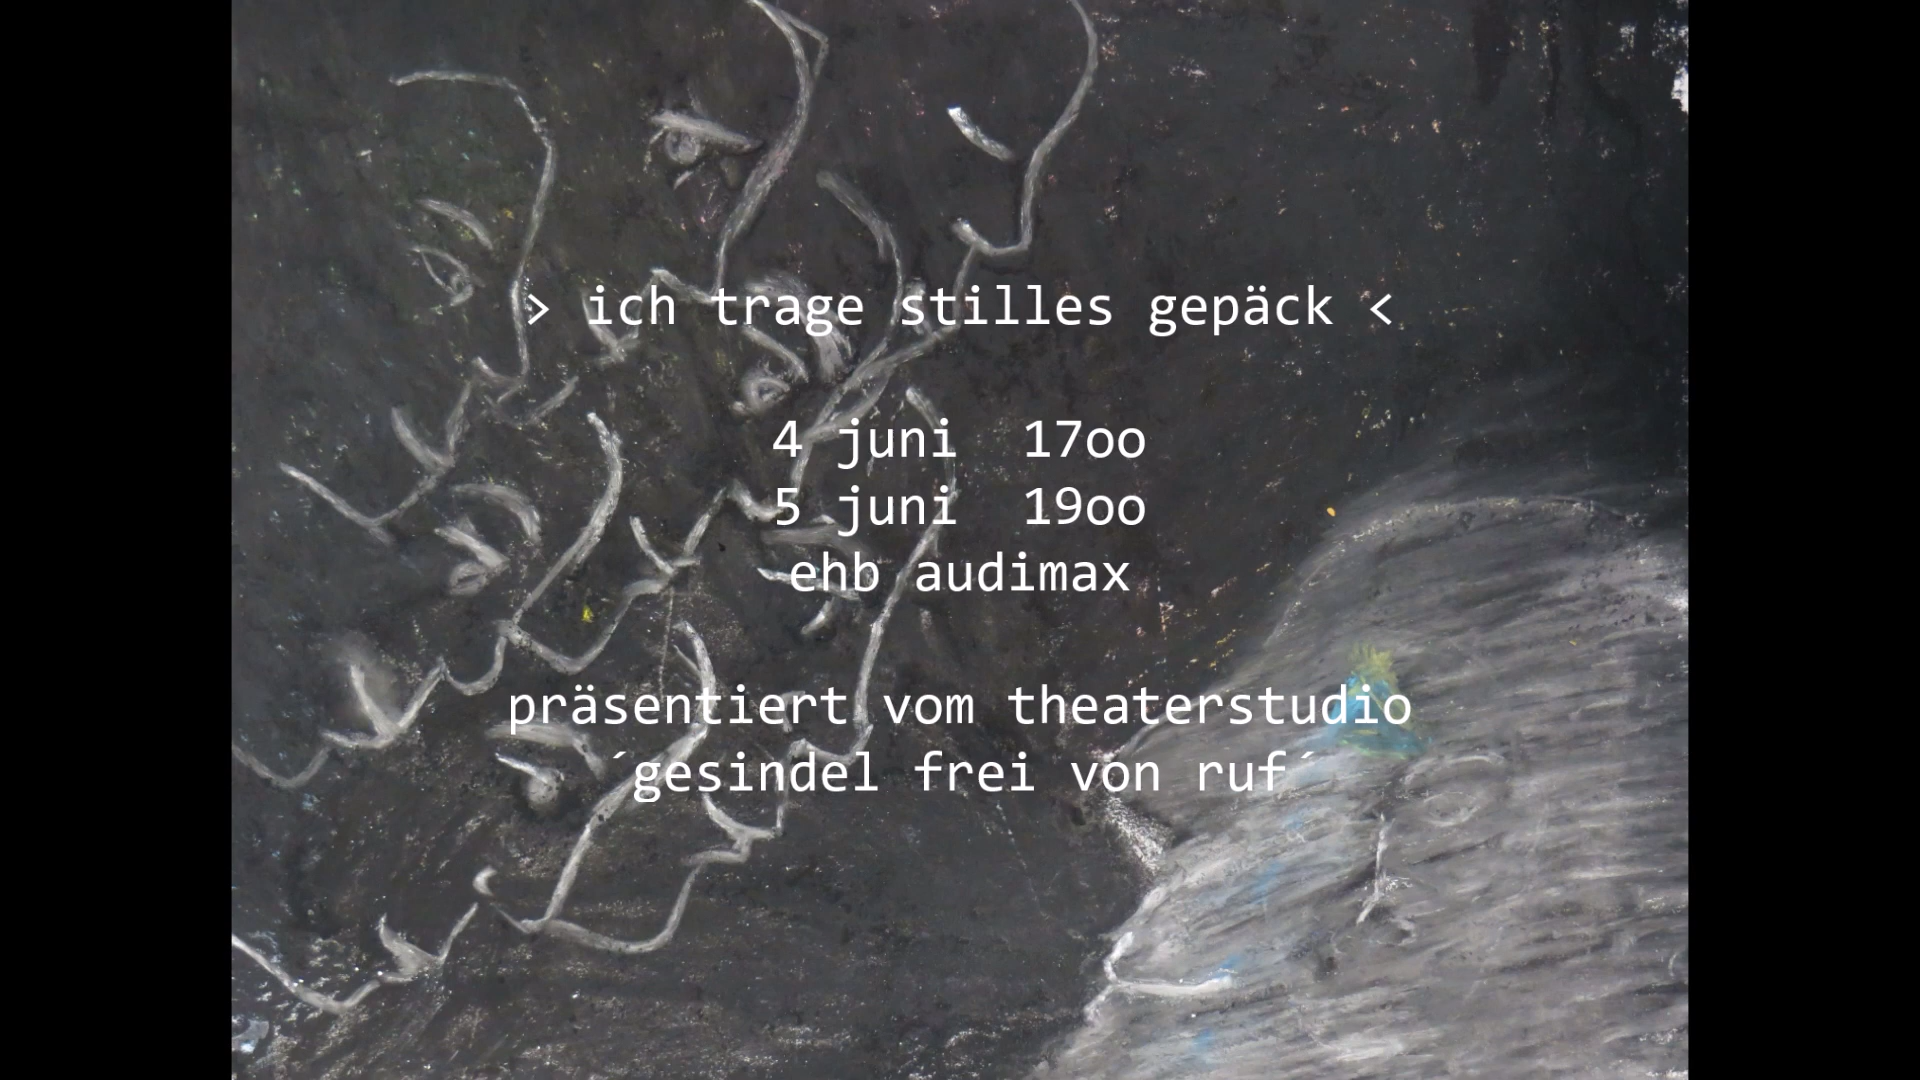 > ich trage stilles gepäck <
4 juni  17oo
5 juni  19oo
ehb audimax
präsentiert vom theaterstudio
´gesindel frei von ruf´